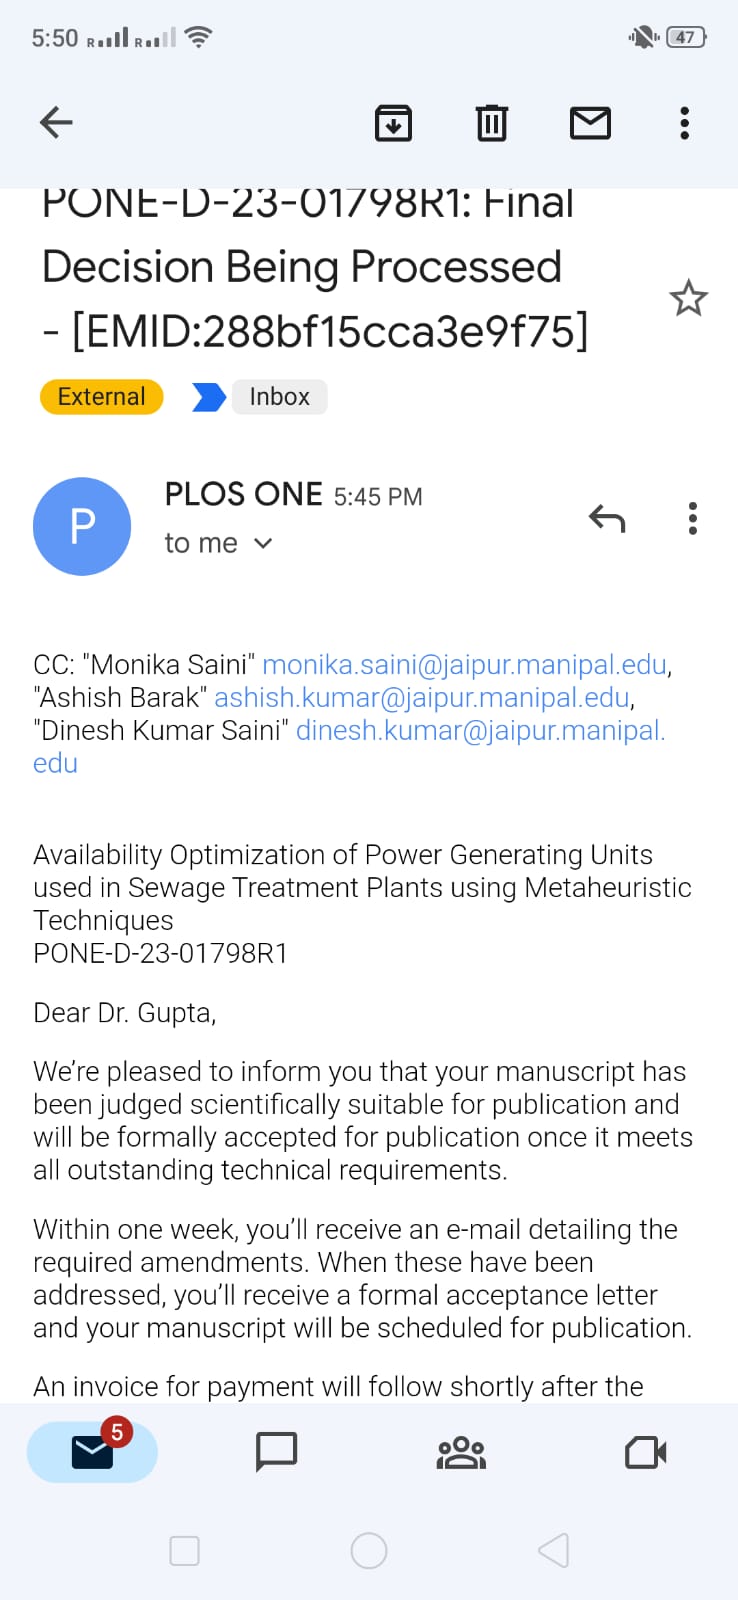 5:50
R
R
47
PONE-D-23-01798R1: Final
Decision Being Processed
- [EMID:288bf15cca3e9f75]
External
Inbox
P
PLOS ONE 5:45 PM
to me
CC: "Monika Saini" monika.saini@jaipur.manipal.edu,
"Ashish Barak" ashish.kumar@jaipur.manipal.edu,
"Dinesh Kumar Saini" dinesh.kumar@jaipur.manipal.
edu
Availability Optimization of Power Generating Units
used in Sewage Treatment Plants using Metaheuristic
Techniques
PONE-D-23-01798R1
Dear Dr. Gupta,
We're pleased to inform you that your manuscript has
been judged scientifically suitable for publication and
will be formally accepted for publication once it meets
all outstanding technical requirements.
Within one week, you'll receive an e-mail detailing the
required amendments. When these have been
addressed, you'll receive a formal acceptance letter
and your manuscript will be scheduled for publication.
An invoice for payment will follow shortly after the
5